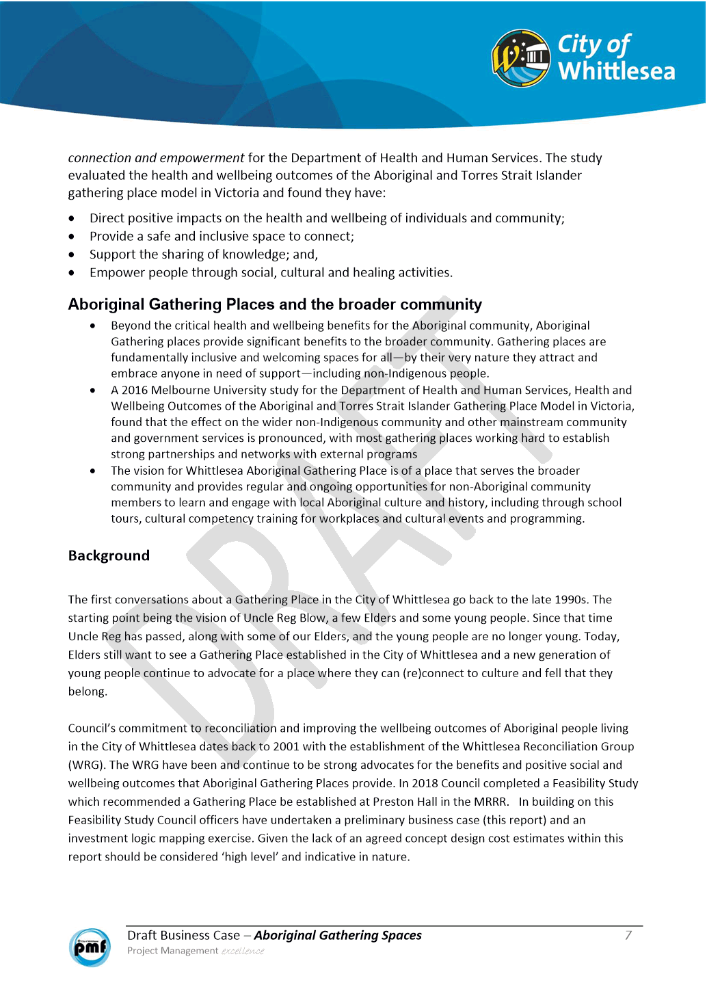 City of
Whittlesea
connection and empowerment for the Department of Health and Human Services. The study
evaluated the health and wellbeing outcomes of the Aboriginal and Torres Strait Islander
gathering place model in Victoria and found they have:
• Direct positive impacts on the health and wellbeing of individuals and community;
• Provide a safe and inclusive space to connect;
• Support the sharing of knowledge; and,
• Empower people through social, cultural and healing activities.
Aboriginal Gathering Places and the broader community
• Beyond the critical health and wellbeing benefits for the Aboriginal community, Aboriginal
Gathering places provide significant benefits to the broader community. Gathering places are
fundamentally inclusive and welcoming spaces for all—by their very nature they attract and
embrace anyone in need of support—including non-Indigenous people.
• A 2016 Melbourne University study for the Department of Health and Human Services, Health and
Wellbeing Outcomes of the Aboriginal and Torres Strait Islander Gathering Place Model in Victoria,
found that the effect on the wider non-Indigenous community and other mainstream community
and government services is pronounced, with most gathering places working hard to establish
strong partnerships and networks with external programs
• The vision for Whittlesea Aboriginal Gathering Place is of a place that serves the broader
community and provides regular and ongoing opportunities for non-Aboriginal community
members to learn and engage with local Aboriginal culture and history, including through school
tours, cultural competency training for workplaces and cultural events and programming.
DRAFT
Background
The first conversations about a Gathering Place in the City of Whittlesea go back to the late 1990s. The
starting point being the vision of Uncle Reg Blow, a few Elders and some young people. Since that time
Uncle Reg has passed, along with some of our Elders, and the young people are no longer young. Today,
Elders still want to see a Gathering Place established in the City of Whittlesea and a new generation of
young people continue to advocate for a place where they can (re)connect to culture and fell that they
belong.
Council’s commitment to reconciliation and improving the wellbeing outcomes of Aboriginal people living
in the City of Whittlesea dates back to 2001 with the establishment of the Whittlesea Reconciliation Group
(WRG). The WRG have been and continue to be strong advocates for the benefits and positive social and
wellbeing outcomes that Aboriginal Gathering Places provide. In 2018 Council completed a Feasibility Study
which recommended a Gathering Place be established at Preston Hall in the MRRR. In building on this
Feasibility Study Council officers have undertaken a preliminary business case (this report) and an
investment logic mapping exercise. Given the lack of an agreed concept design cost estimates within this
report should be considered ‘high level’ and indicative in nature.
City of Whittlesea
pmf
Draft Business Case – Aboriginal Gathering Spaces 7
Project Management excellence